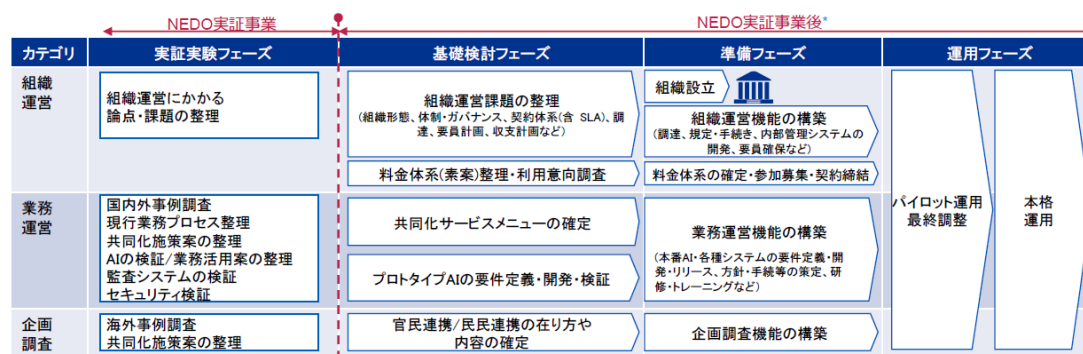 NEDO実証事業
NEDO実証事業後*
カテゴリ
実証実験フェーズ
基礎検討フェーズ
準備フェーズ
運用フェーズ
組織
運営
組織運営にかかる
論点・課題の整理
組織運営課題の整理
(組織形態、体制・ガバナンス、契約体系(含 SLA)、調
達、要員計画、収支計画など)
料金体系(素案)整理・利用意向調査
組織設立
組織運営機能の構築
(調達、規定・手続き、内部管理システムの
開発、要員確保など)
料金体系の確定・参加募集・契約締結
業務
運営
国内外事例調査
現行業務プロセス整理
共同化施策案の整理
AIの検証/業務活用案の整理
監査システムの検証
セキュリティ検証
共同化サービスメニューの確定
プロトタイプAIの要件定義・開発・検証
業務運営機能の構築
(本番AI・各種システムの要件定義・開
発・リリース、方針・手続等の策定、研
修・トレーニングなど)
企画
調査
海外事例調査
共同化施策案の整理
官民連携/民民連携の在り方や
内容の確定
企画調査機能の構築
パイロット運用
最終調整
本格
運用